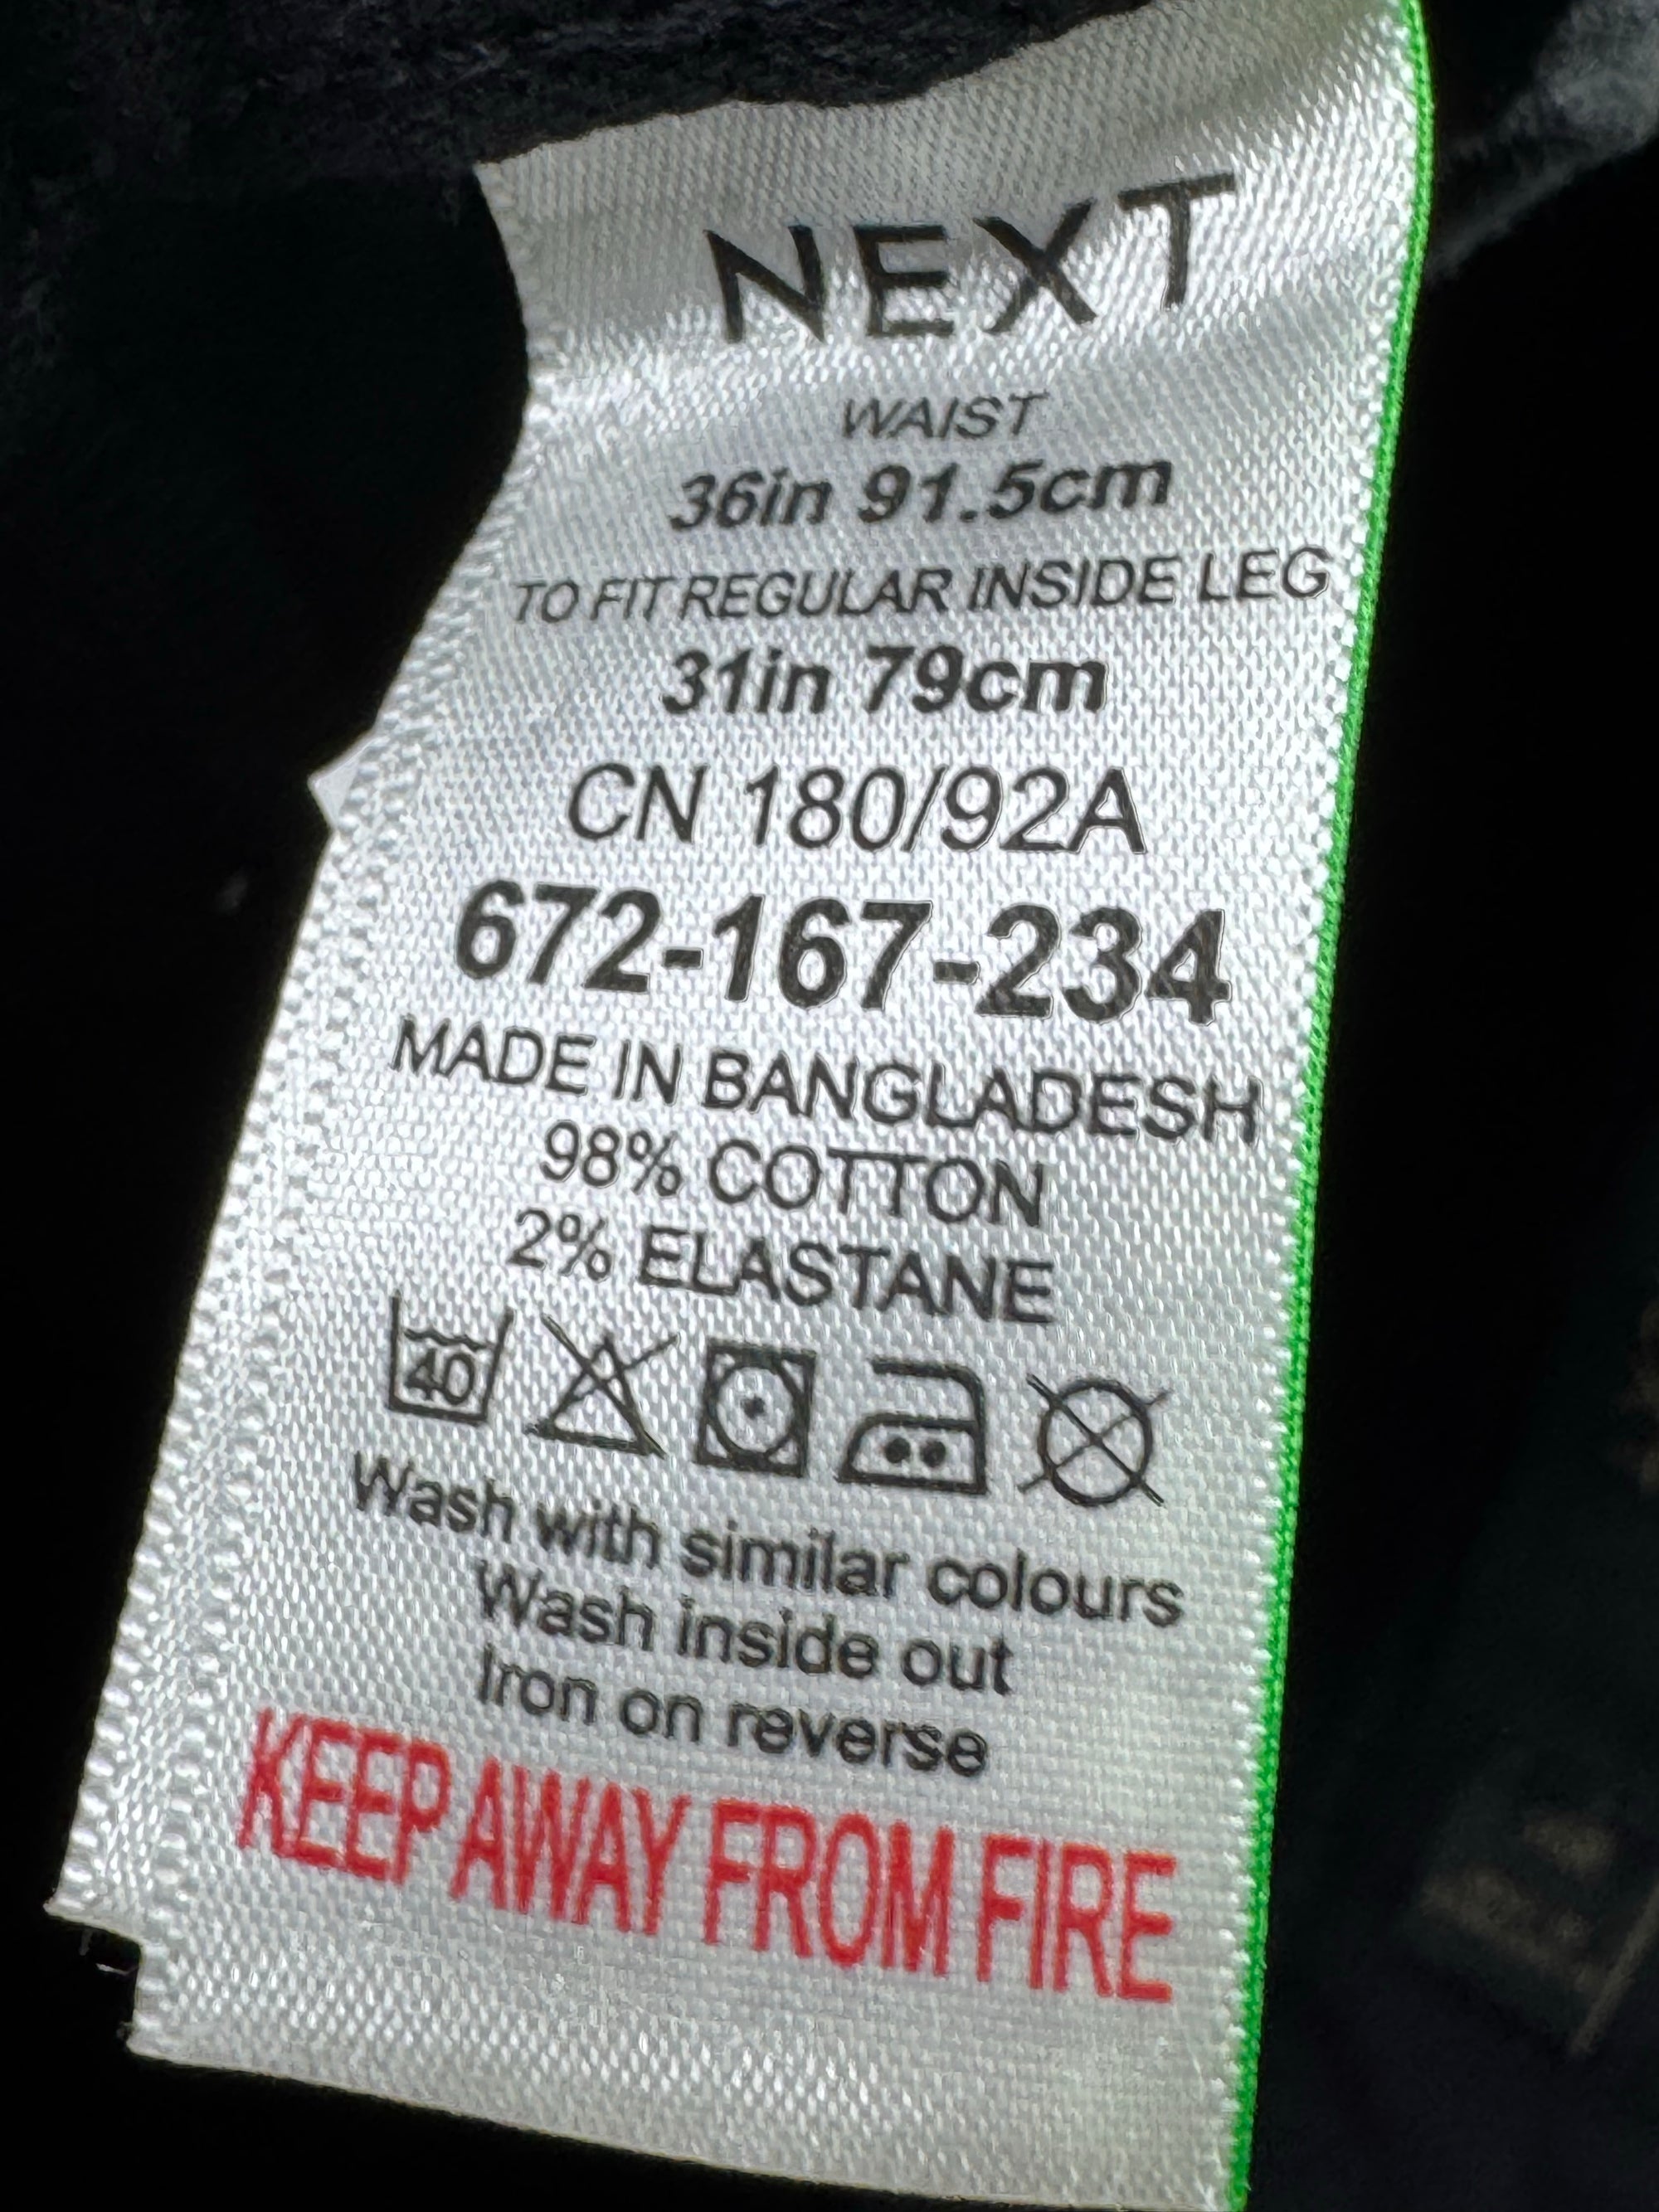 NEXT
WAIST
36in 91.5cm
TO FIT REGULAR INSIDE LEG
31in 79cm
CN 180/92A
672-167-234
MADE IN BANGLADESH
98% COTTON
2% ELASTANE
40
Wash with similar colours
Wash inside out
Iron on reverse
KEEP AWAY FROM FIRE